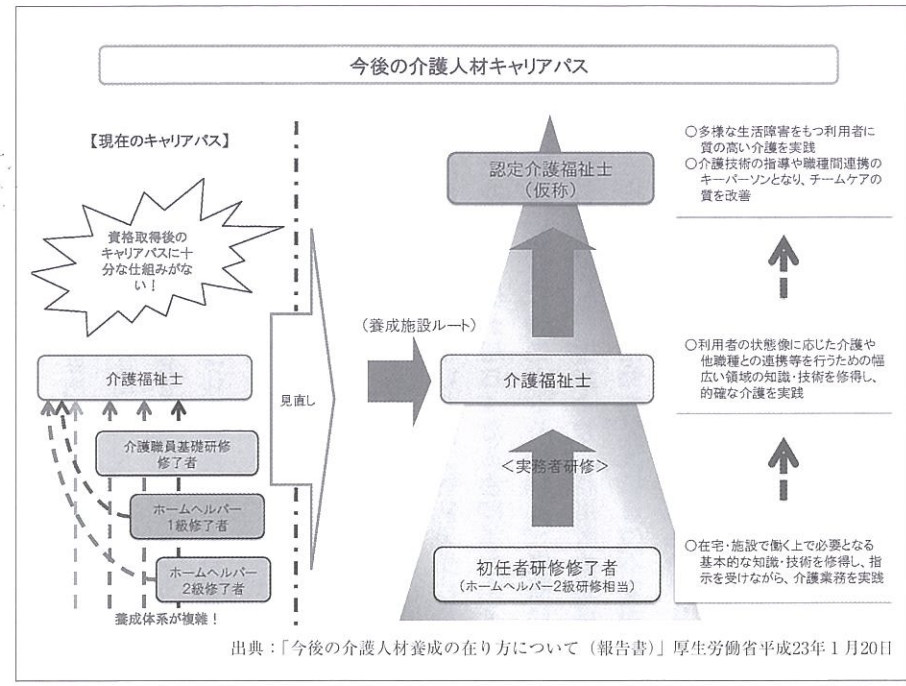 今後の介護人材キャリアパス
【現在のキャリアパス】
資格取得後の
キャリアパスに十
分な仕組みがな
い！
介護福祉士
介護職員基礎研修
修了者
ホームヘルパー
1級修了者
ホームヘルパー
2級修了者
養成体系が複雑！
見直し
（養成施設ルート）
認定介護福祉士
（仮称）
介護福祉士
＜実務者研修＞
初任者研修修了者
（ホームヘルパー2級研修相当）
○多様な生活障害をもつ利用者に
質の高い介護を実践
○介護技術の指導や職種間連携の
キーパーソンとなり、チームケアの
質を改善
○利用者の状態像に応じた介護や
他職種との連携等を行うための幅
広い領域の知識・技術を修得し、
的確な介護を実践
○在宅・施設で働く上で必要となる
基本的な知識・技術を修得し、指
示を受けながら、介護業務を実践
出典：「今後の介護人材養成の在り方について（報告書）」厚生労働省平成23年１月20日